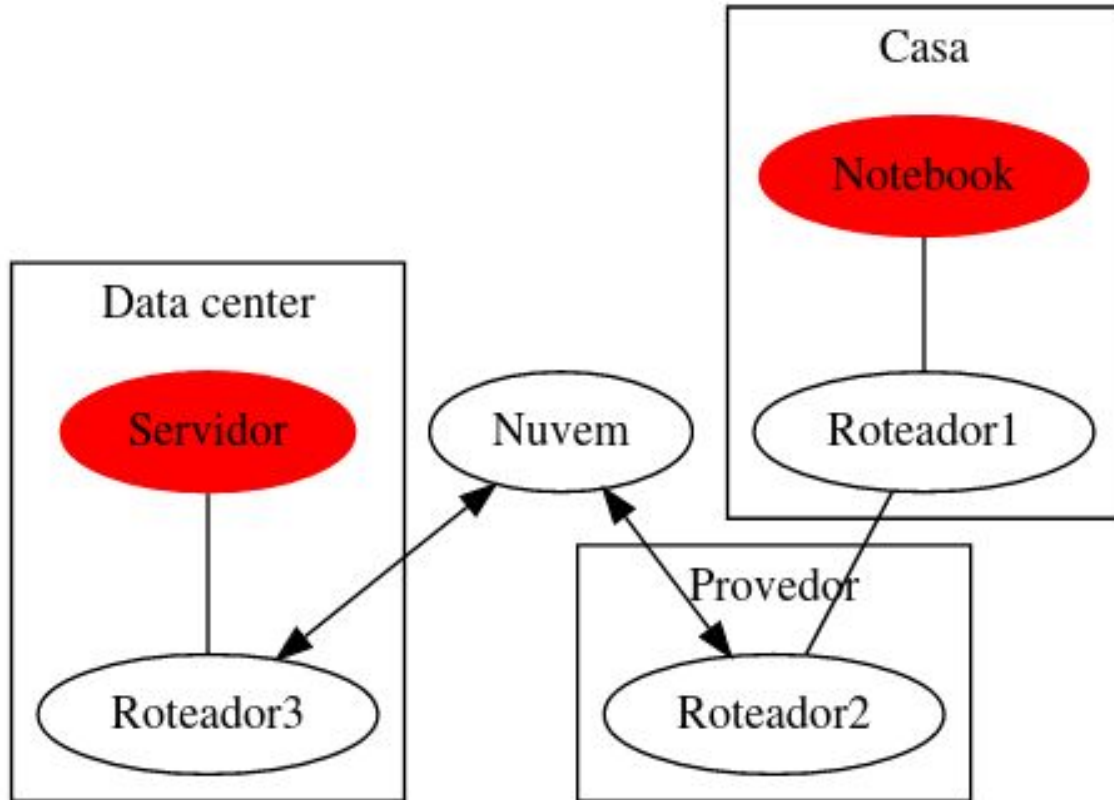 Casa
Notebook
Data center
Servidor
Nuvem
Roteador1
Provedor
Roteador3
Roteador2